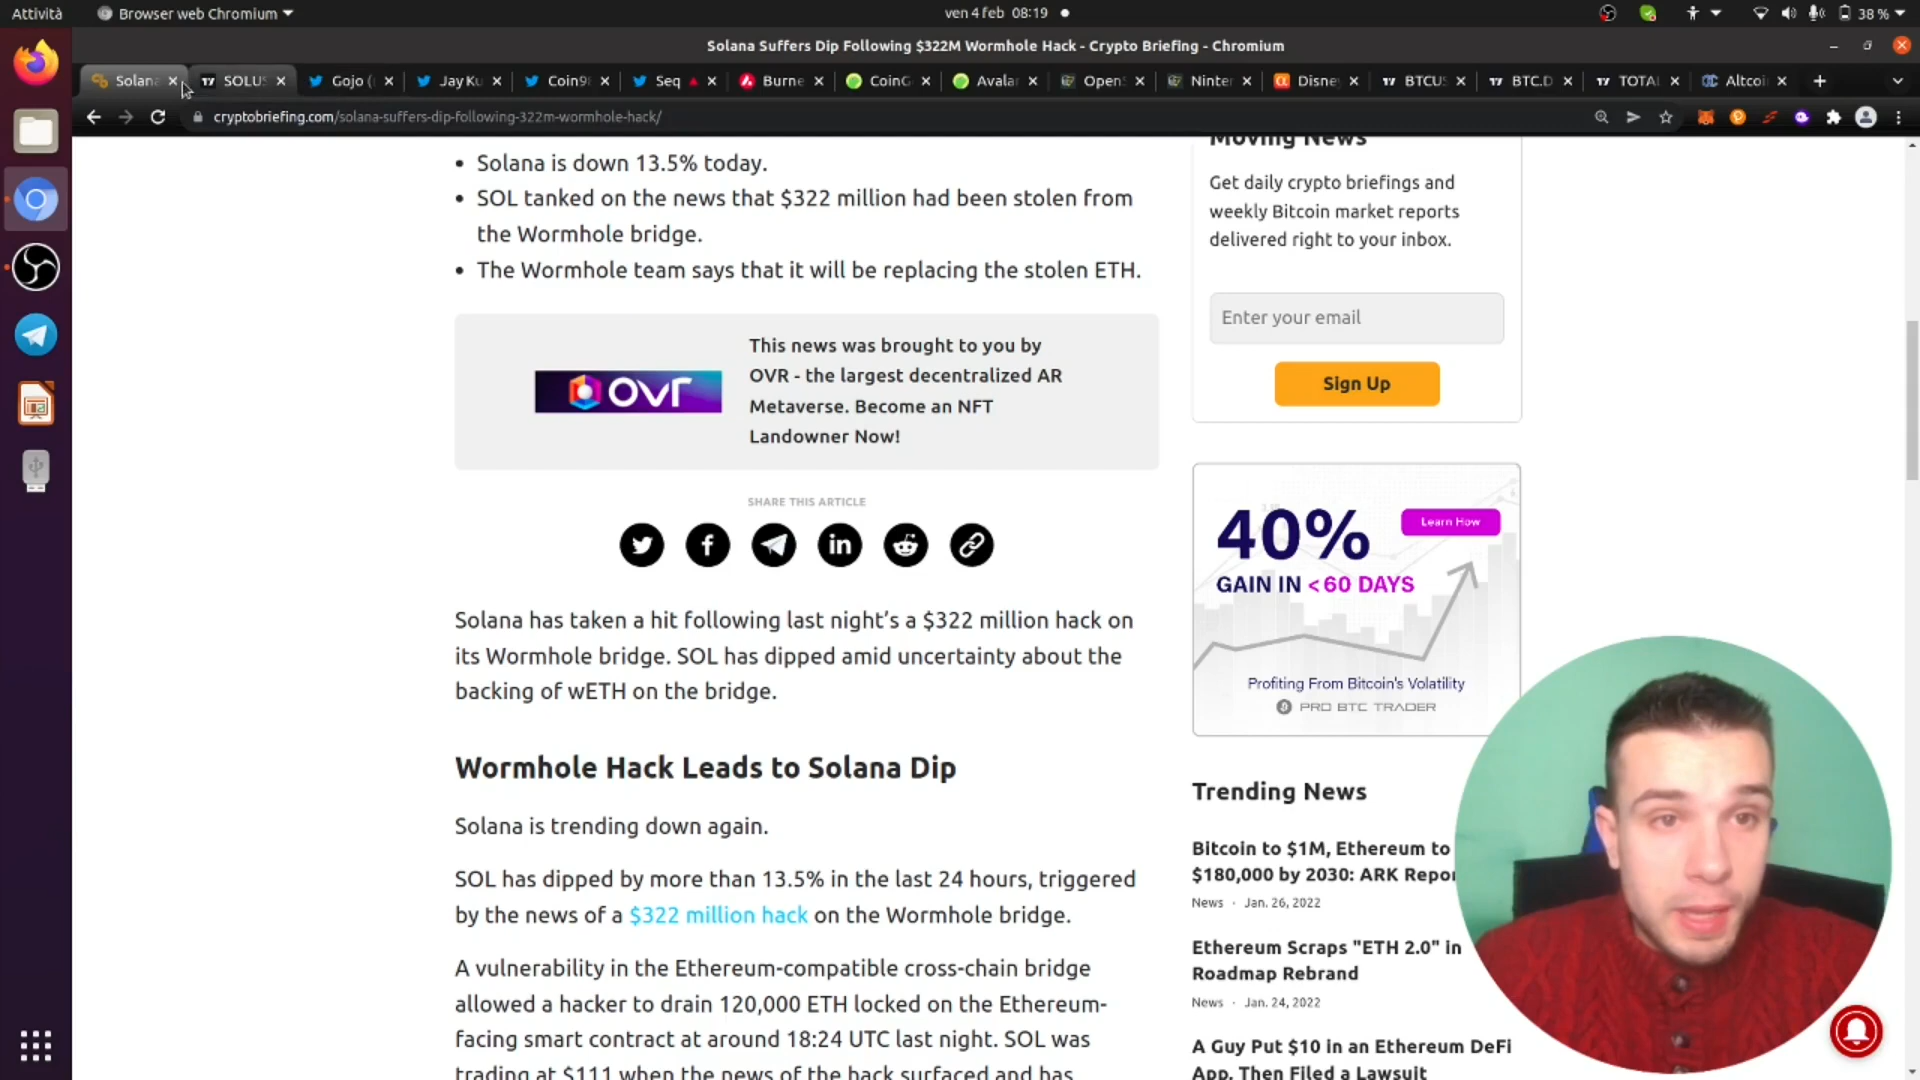 Attività
Browser web Chromium
ven 4 feb 08:19
38 %
Solana Suffers Dip Following $322M Wormhole Hack - Crypto Briefing - Chromium
Solana
SOLUS
Gojo (
Jay Ku
Coin98
Seq
Burne
CoinG
Avalan
OpenS
Ninten
Disney
BTCUS
BTC.D
TOTAL
Altcoi
cryptobriefing.com/solana-suffers-dip-following-322m-wormhole-hack/
Solana is down 13.5% today.
SOL tanked on the news that $322 million had been stolen from
the Wormhole bridge.
The Wormhole team says that it will be replacing the stolen ETH.
This news was brought to you by
OVR - the largest decentralized AR
Metaverse. Become an NFT
Landowner Now!
ovr
SHARE THIS ARTICLE
Solana has taken a hit following last night’s a $322 million hack on
its Wormhole bridge. SOL has dipped amid uncertainty about the
backing of wETH on the bridge.
Wormhole Hack Leads to Solana Dip
Solana is trending down again.
SOL has dipped by more than 13.5% in the last 24 hours, triggered
by the news of a $322 million hack on the Wormhole bridge.
A vulnerability in the Ethereum-compatible cross-chain bridge
allowed a hacker to drain 120,000 ETH locked on the Ethereum-
facing smart contract at around 18:24 UTC last night. SOL was
trading at $111 when the news of the hack surfaced and has
Moving News
Get daily crypto briefings and
weekly Bitcoin market reports
delivered right to your inbox.
Enter your email
Sign Up
40%
Learn How
GAIN IN <60 DAYS
Profiting From Bitcoin's Volatility
PRO BTC TRADER
Trending News
Bitcoin to $1M, Ethereum to
$180,000 by 2030: ARK Repor
News · Jan. 26, 2022
Ethereum Scraps "ETH 2.0" in
Roadmap Rebrand
News · Jan. 24, 2022
A Guy Put $10 in an Ethereum DeFi
App. Then Filed a Lawsuit